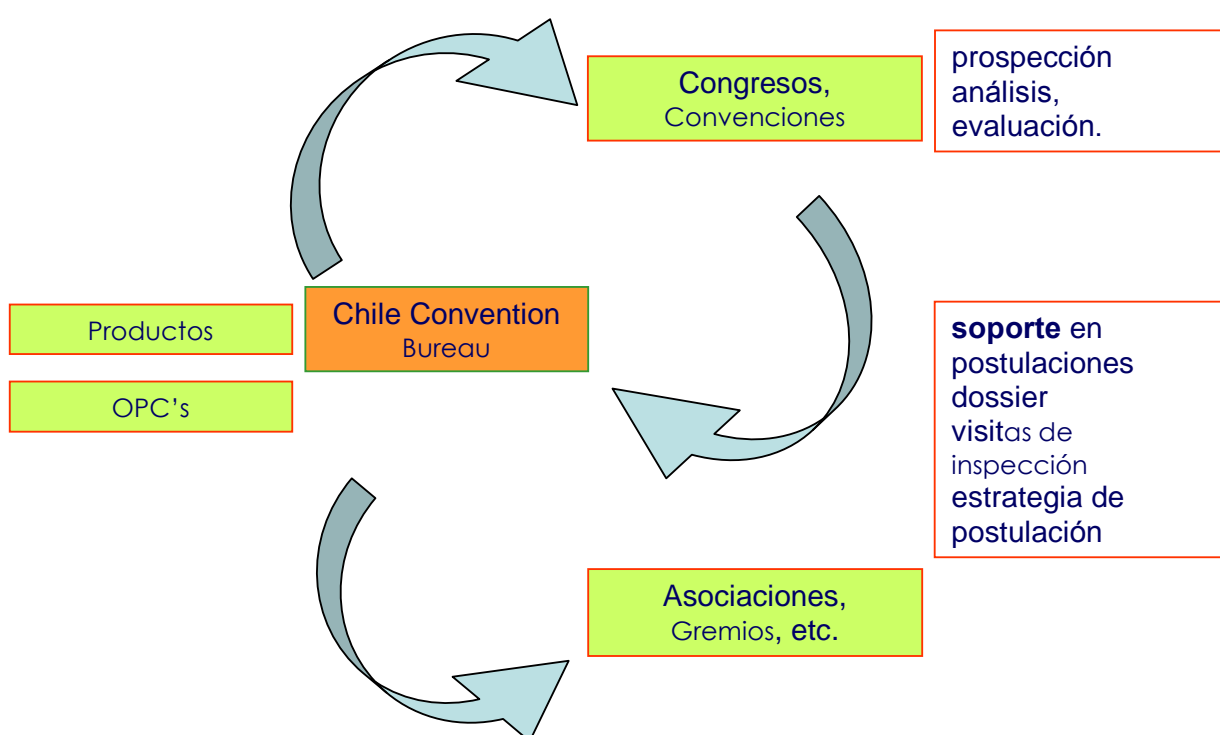 Congresos,
Convenciones
prospección
análisis,
evaluación.
Productos
OPC’s
Chile Convention
Bureau
soporte en
postulaciones
dossier
visitas de
inspección
estrategia de
postulación
Asociaciones,
Gremios, etc.